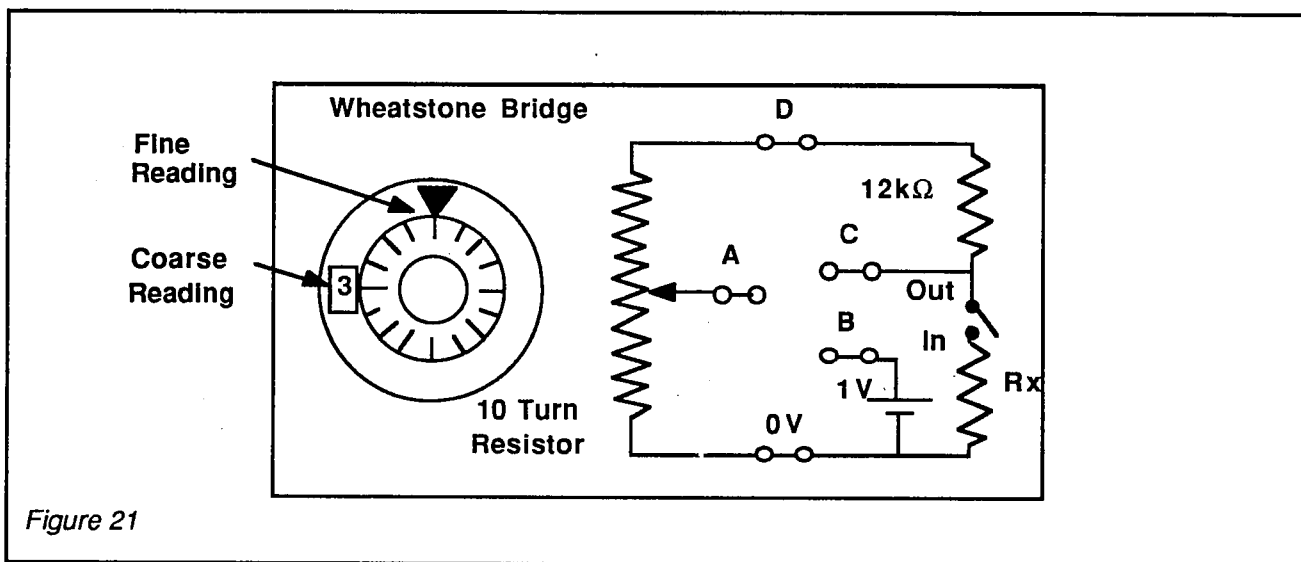 Wheatstone Bridge
D
Fine
Reading
12kΩ
C
A
Coarse
Reading
3
Out
B
In
1V
Rx
10 Turn
Resistor
0V
Figure 21